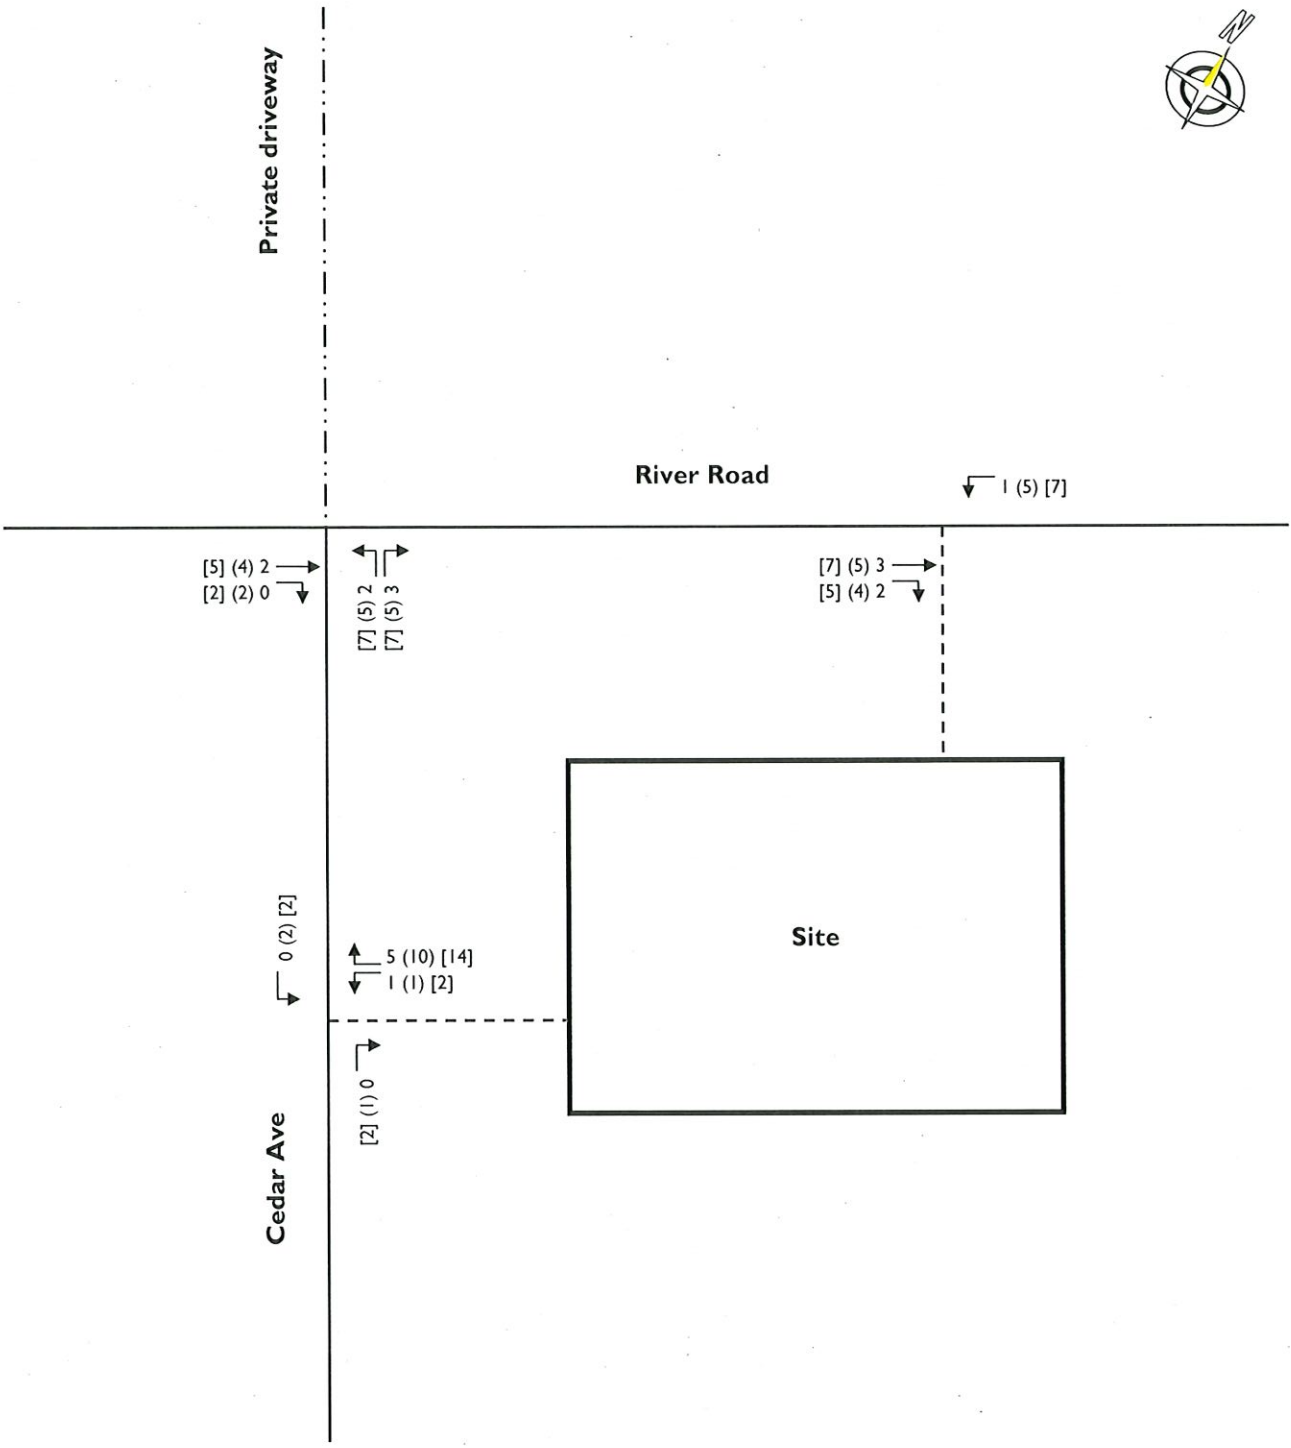 N
Private driveway
River Road
1 (5) [7]
[5] (4) 2
[2] (2) 0
[7] (5) 2
[7] (5) 3
[7] (5) 3
[5] (4) 2
0 (2) [2]
5 (10) [14]
1 (1) [2]
Site
[2] (1) 0
Cedar Ave